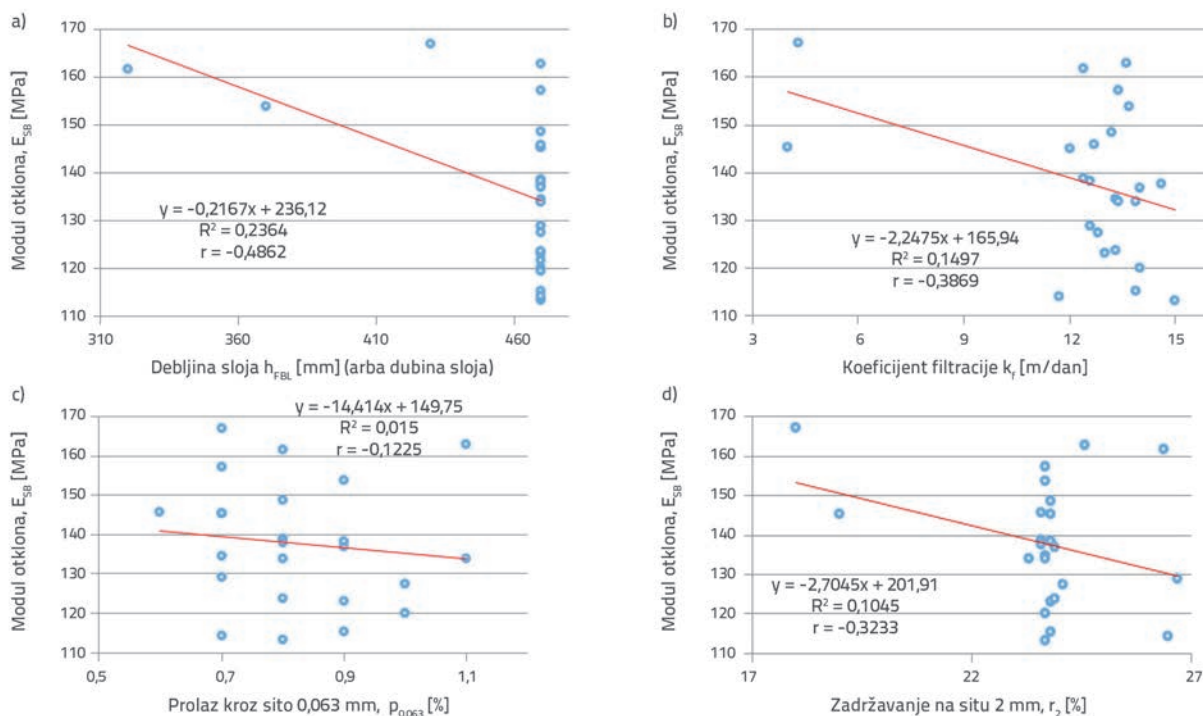 a)
170
160
150
140
130
120
110
Modul otklona, E_SB [MPa]
y = -0,2167x + 236,12
R² = 0,2364
r = -0,4862
310 360 410 460
Debljina sloja h_FBL [mm] (arba dubina sloja)
b)
170
160
150
140
130
120
110
Modul otklona, E_SB [MPa]
y = -2,2475x + 165,94
R² = 0,1497
r = -0,3869
3 6 9 12 15
Koeficijent filtracije k_f [m/dan]
c)
170
160
150
140
130
120
110
Modul otklona, E_SB [MPa]
y = -14,414x + 149,75
R² = 0,015
r = -0,1225
0,5 0,7 0,9 1,1
Prolaz kroz sito 0,063 mm, p_0,063 [%]
d)
170
160
150
140
130
120
110
Modul otklona, E_SB [MPa]
y = -2,7045x + 201,91
R² = 0,1045
r = -0,3233
17 22 27
Zadržavanje na situ 2 mm, r_2 [%]